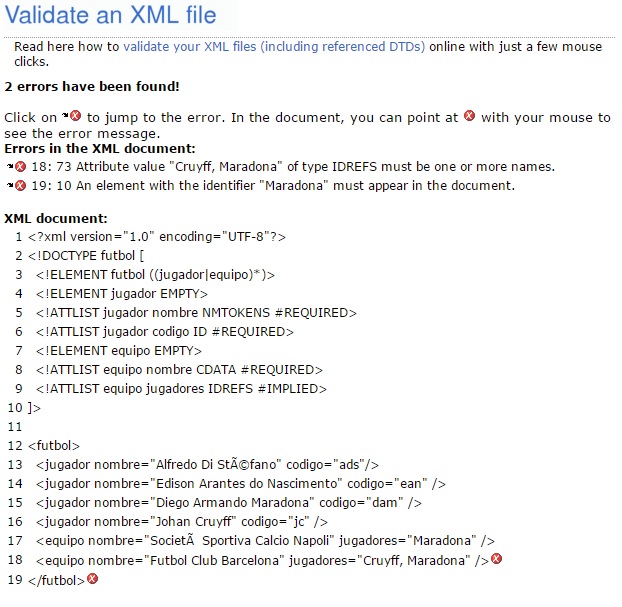 Validate an XML file
Read here how to validate your XML files (including referenced DTDs) online with just a few mouse
clicks.
2 errors have been found!
Click on to jump to the error. In the document, you can point at with your mouse to
see the error message.
Errors in the XML document:
18: 73 Attribute value "Cruyff, Maradona" of type IDREFS must be one or more names.
19: 10 An element with the identifier "Maradona" must appear in the document.
XML document:
1 <?xml version="1.0" encoding="UTF-8"?>
2 <!DOCTYPE futbol [
3 <!ELEMENT futbol ((jugador|equipo)*)>
4 <!ELEMENT jugador EMPTY>
5 <!ATTLIST jugador nombre NMTOKENS #REQUIRED>
6 <!ATTLIST jugador codigo ID #REQUIRED>
7 <!ELEMENT equipo EMPTY>
8 <!ATTLIST equipo nombre CDATA #REQUIRED>
9 <!ATTLIST equipo jugadores IDREFS #IMPLIED>
10 ]>
11
12 <futbol>
13 <jugador nombre="Alfredo Di StÃ©fano" codigo="ads"/>
14 <jugador nombre="Edison Arantes do Nascimento" codigo="ean" />
15 <jugador nombre="Diego Armando Maradona" codigo="dam" />
16 <jugador nombre="Johan Cruyff" codigo="jc" />
17 <equipo nombre="SocietÃ  Sportiva Calcio Napoli" jugadores="Maradona" />
18 <equipo nombre="Futbol Club Barcelona" jugadores="Cruyff, Maradona" />
19 </futbol>